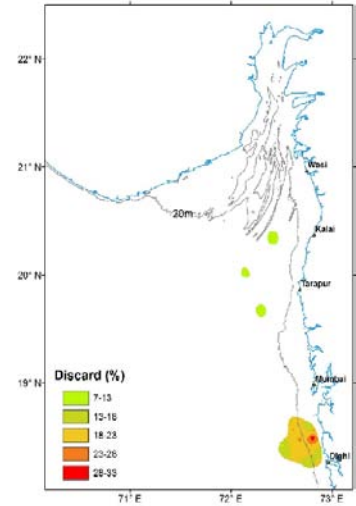 22° N
21° N
Wasi
20m
Kalai
20° N
Tarapur
Discard (%)
7-13
13-18
18-23
23-28
28-33
19° N
Mumbai
Dighi
71° E
72° E
73° E